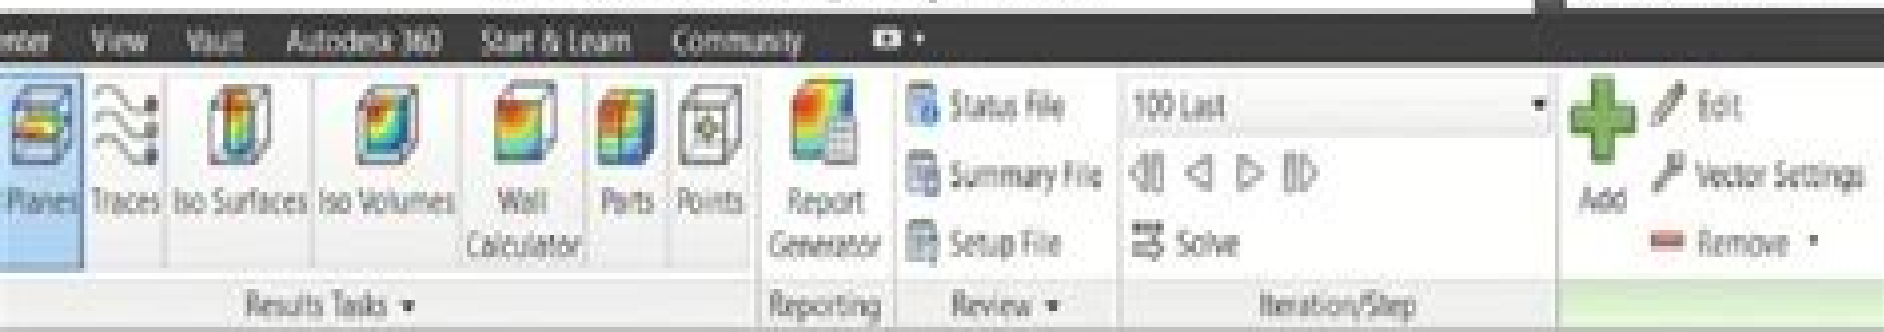 View Vault Autodesk 360 Start & Learn Community
Planes Traces Iso Surfaces Iso Volumes Wall Calculator Parts Points
Report Generator
Status File
Summary File
Setup File
100 Last
Solve
Add
Edit
Vector Settings
Remove
Results Tasks Reporting Review Iteration/Step